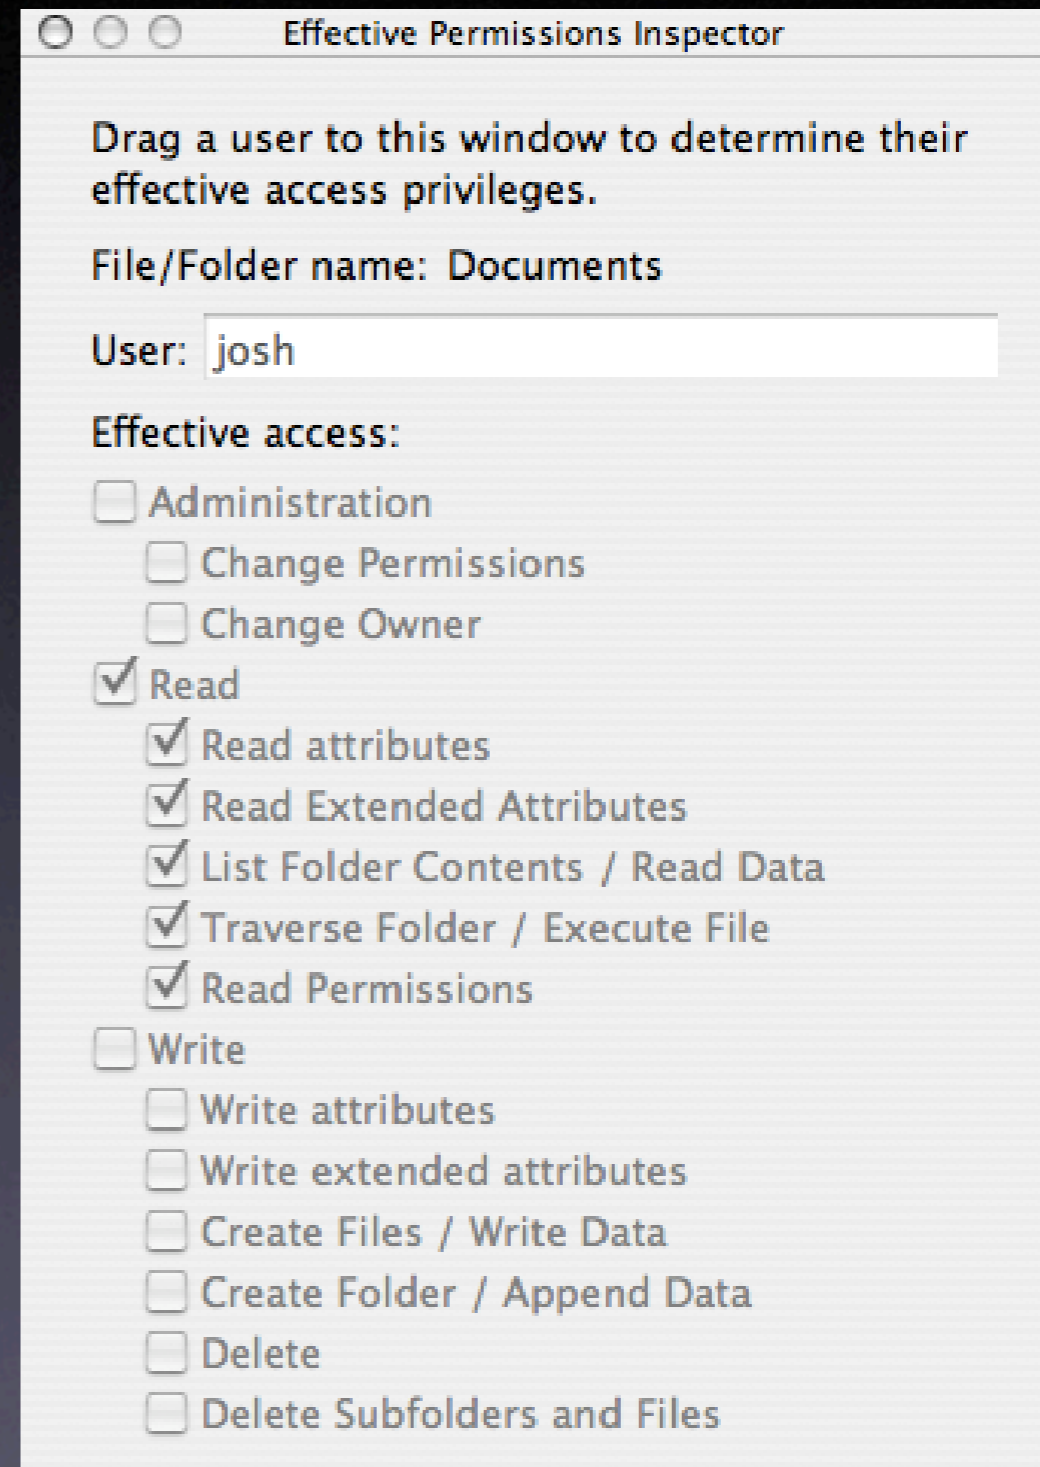 Effective Permissions Inspector
Drag a user to this window to determine their
effective access privileges.
File/Folder name: Documents
User: josh
Effective access:
Administration
Change Permissions
Change Owner
Read
Read attributes
Read Extended Attributes
List Folder Contents / Read Data
Traverse Folder / Execute File
Read Permissions
Write
Write attributes
Write extended attributes
Create Files / Write Data
Create Folder / Append Data
Delete
Delete Subfolders and Files